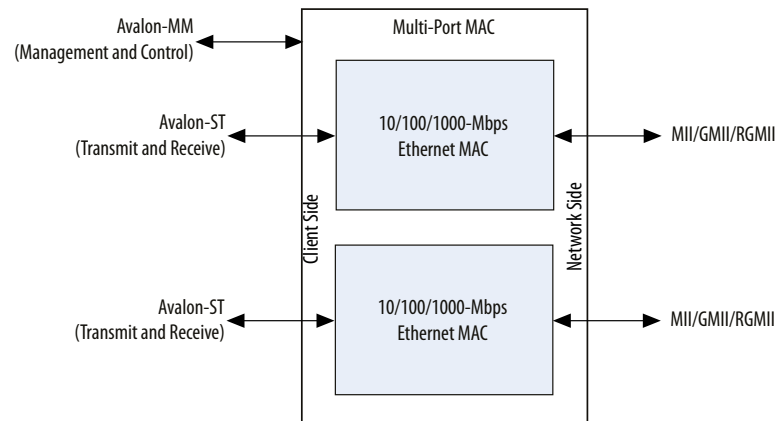 Avalon-MM
(Management and Control)
Multi-Port MAC
Avalon-ST
(Transmit and Receive)
10/100/1000-Mbps
Ethernet MAC
MII/GMII/RGMII
Client Side
Network Side
Avalon-ST
(Transmit and Receive)
10/100/1000-Mbps
Ethernet MAC
MII/GMII/RGMII